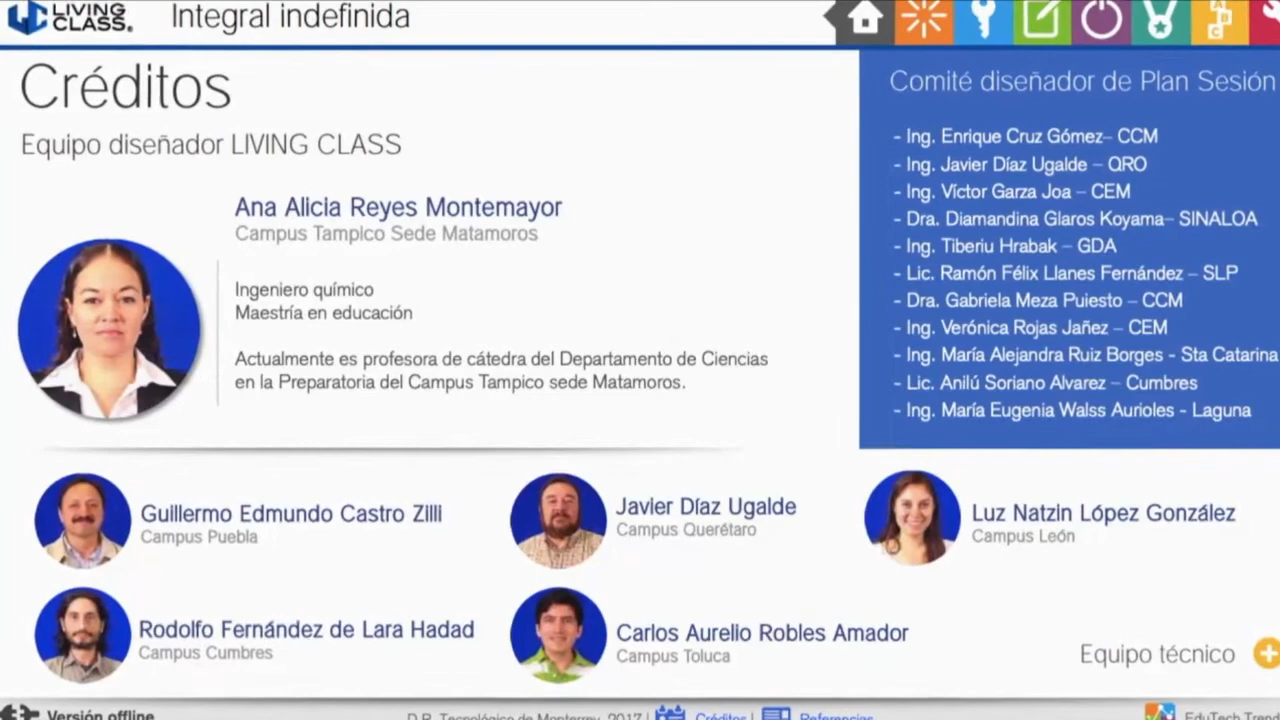 LIVING CLASS®
Integral indefinida
Créditos
Equipo diseñador LIVING CLASS
Ana Alicia Reyes Montemayor
Campus Tampico Sede Matamoros
Ingeniero químico
Maestría en educación
Actualmente es profesora de cátedra del Departamento de Ciencias
en la Preparatoria del Campus Tampico sede Matamoros.
Comité diseñador de Plan Sesión
- Ing. Enrique Cruz Gómez– CCM
- Ing. Javier Díaz Ugalde – QRO
- Ing. Víctor Garza Joa – CEM
- Dra. Diamandina Glaros Koyama– SINALOA
- Ing. Tiberiu Hrabak – GDA
- Lic. Ramón Félix Llanes Fernández – SLP
- Dra. Gabriela Meza Puiesto – CCM
- Ing. Verónica Rojas Jañez – CEM
- Ing. María Alejandra Ruiz Borges - Sta Catarina
- Lic. Anilú Soriano Alvarez – Cumbres
- Ing. María Eugenia Walss Aurioles - Laguna
Guillermo Edmundo Castro Zilli
Campus Puebla
Javier Díaz Ugalde
Campus Querétaro
Luz Natzin López González
Campus León
Rodolfo Fernández de Lara Hadad
Campus Cumbres
Carlos Aurelio Robles Amador
Campus Toluca
Equipo técnico
Versión offline
D.R. Tecnológico de Monterrey, 2017 | Créditos | Referencias
EduTech Trend